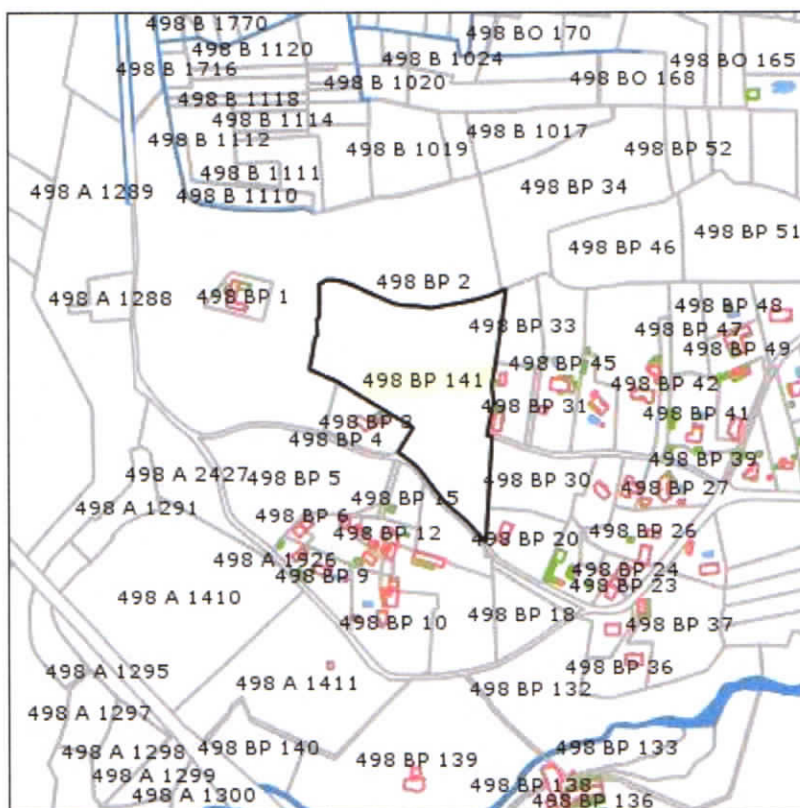 498 B 1770
498 BO 170
498 B 1120
498 B 1024
498 BO 165
498 B 1716
498 B 1020
498 BO 168
498 B 1118
498 B 1114
498 B 1112
498 B 1017
498 B 1019
498 BP 52
498 B 1111
498 A 1289
498 B 1110
498 BP 34
498 BP 51
498 BP 46
498 BP 2
498 A 1288
498 BP 1
498 BP 48
498 BP 33
498 BP 47
498 BP 49
498 BP 45
498 BP 141
498 BP 42
498 BP 31
498 BP 41
498 BP 3
498 BP 4
498 BP 39
498 A 2427
498 BP 5
498 BP 30
498 BP 27
498 BP 15
498 A 1291
498 BP 6
498 BP 12
498 BP 26
498 BP 20
498 A 1926
498 BP 24
498 BP 9
498 BP 23
498 A 1410
498 BP 18
498 BP 10
498 BP 37
498 BP 36
498 A 1295
498 A 1411
498 BP 132
498 A 1297
498 BP 140
498 BP 133
498 A 1298
498 BP 139
498 A 1299
498 BP 138
498 A 1300
498 BP 136